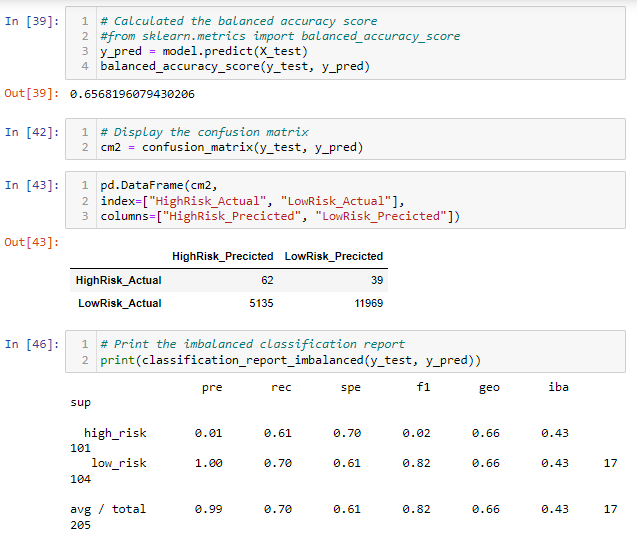 In [39]: 1 # Calculated the balanced accuracy score
2 #from sklearn.metrics import balanced_accuracy_score
3 y_pred = model.predict(X_test)
4 balanced_accuracy_score(y_test, y_pred)
Out[39]: 0.6568196079430206
In [42]: 1 # Display the confusion matrix
2 cm2 = confusion_matrix(y_test, y_pred)
In [43]: 1 pd.DataFrame(cm2,
2 index=["HighRisk_Actual", "LowRisk_Actual"],
3 columns=["HighRisk_Precicted", "LowRisk_Precicted"])
Out[43]:
HighRisk_Precicted LowRisk_Precicted
HighRisk_Actual 62 39
LowRisk_Actual 5135 11969
In [46]: 1 # Print the imbalanced classification report
2 print(classification_report_imbalanced(y_test, y_pred))
pre rec spe f1 geo iba
sup
high_risk 0.01 0.61 0.70 0.02 0.66 0.43
101
low_risk 1.00 0.70 0.61 0.82 0.66 0.43 17
104
avg / total 0.99 0.70 0.61 0.82 0.66 0.43 17
205